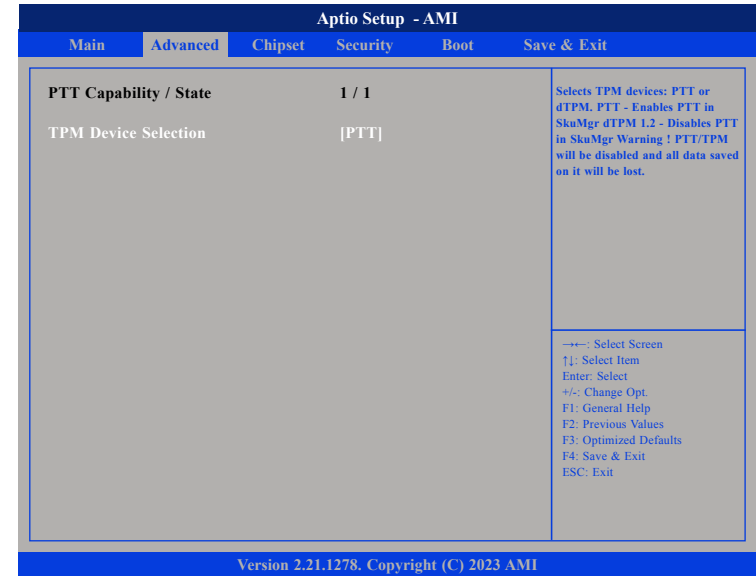 Aptio Setup - AMI
Main Advanced Chipset Security Boot Save & Exit
PTT Capability / State 1 / 1
TPM Device Selection [PTT]
Selects TPM devices: PTT or
dTPM. PTT - Enables PTT in
SkuMgr dTPM 1.2 - Disables PTT
in SkuMgr Warning ! PTT/TPM
will be disabled and all data saved
on it will be lost.
→←: Select Screen
↑↓: Select Item
Enter: Select
+/-: Change Opt.
F1: General Help
F2: Previous Values
F3: Optimized Defaults
F4: Save & Exit
ESC: Exit
Version 2.21.1278. Copyright (C) 2023 AMI